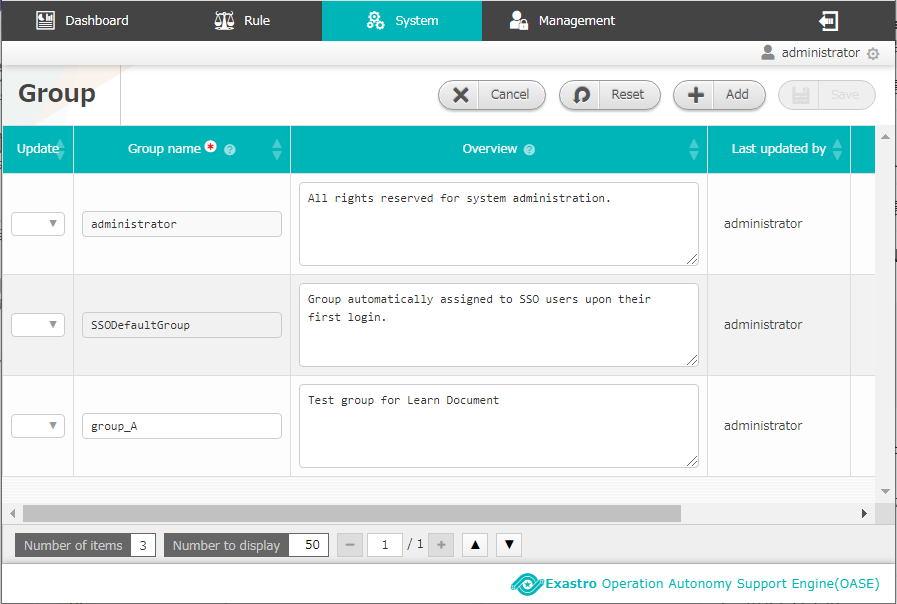 Dashboard Rule System Management
administrator
Group
Cancel Reset Add Save
Update Group name * ? Overview ? Last updated by
administrator
All rights reserved for system administration.
administrator
SSODefaultGroup
Group automatically assigned to SSO users upon their
first login.
administrator
group_A
Test group for Learn Document
administrator
Number of items 3 Number to display 50 − 1 / 1 +
Exastro Operation Autonomy Support Engine(OASE)